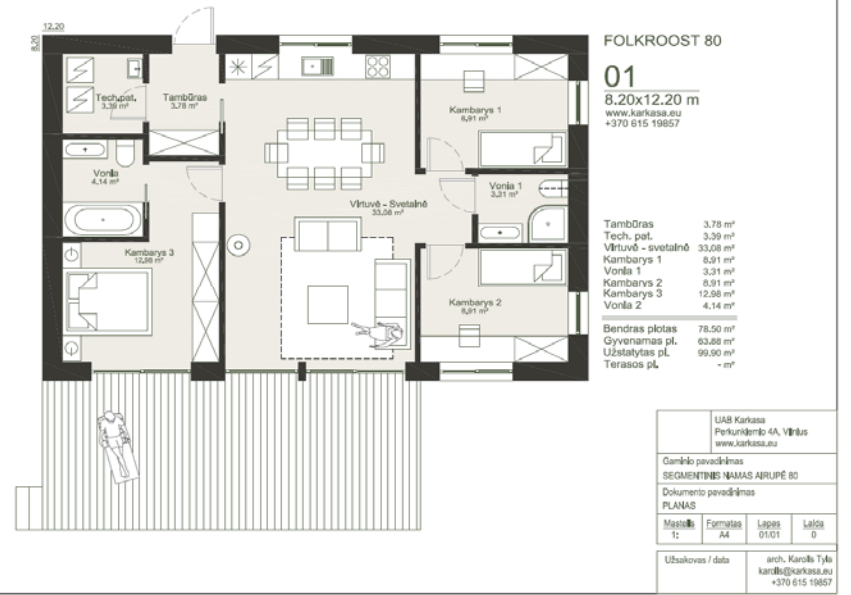 12.20
8.20
Tech.pat.
3,39 m²
Tambūras
3.78 m²
Kambarys 1
8,91 m²
Vonia
4.14 m²
Vonia 1
3,31 m²
Virtuvė - Svetainė
33,08 m²
Kambarys 3
12,98 m²
Kambarys 2
8,91 m²
FOLKROOST 80
01
8.20x12.20 m
www.karkasa.eu
+370 615 19857
Tambūras 3.78 m²
Tech. pat. 3.39 m²
Virtuvė - svetainė 33,08 m²
Kambarys 1 8,91 m²
Vonia 1 3,31 m²
Kambarys 2 8,91 m²
Kambarys 3 12,98 m²
Vonia 2 4,14 m²
Bendras plotas 78.50 m²
Gyvenamas pl. 63.88 m²
Užstatytas pl. 99,90 m²
Terasos pl. - m²
UAB Karkasa
Perkunkiemio 4A, Vilnius
www.karkasa.eu
Gaminio pavadinimas
SEGMENTINIS NAMAS AIRUPĖ 80
Dokumento pavadinimas
PLANAS
Mastelis Formatas Lapas Laida
1: A4 01/01 0
Užsakovas / data arch. Karolis Tyla
karolis@karkasa.eu
+370 615 19857